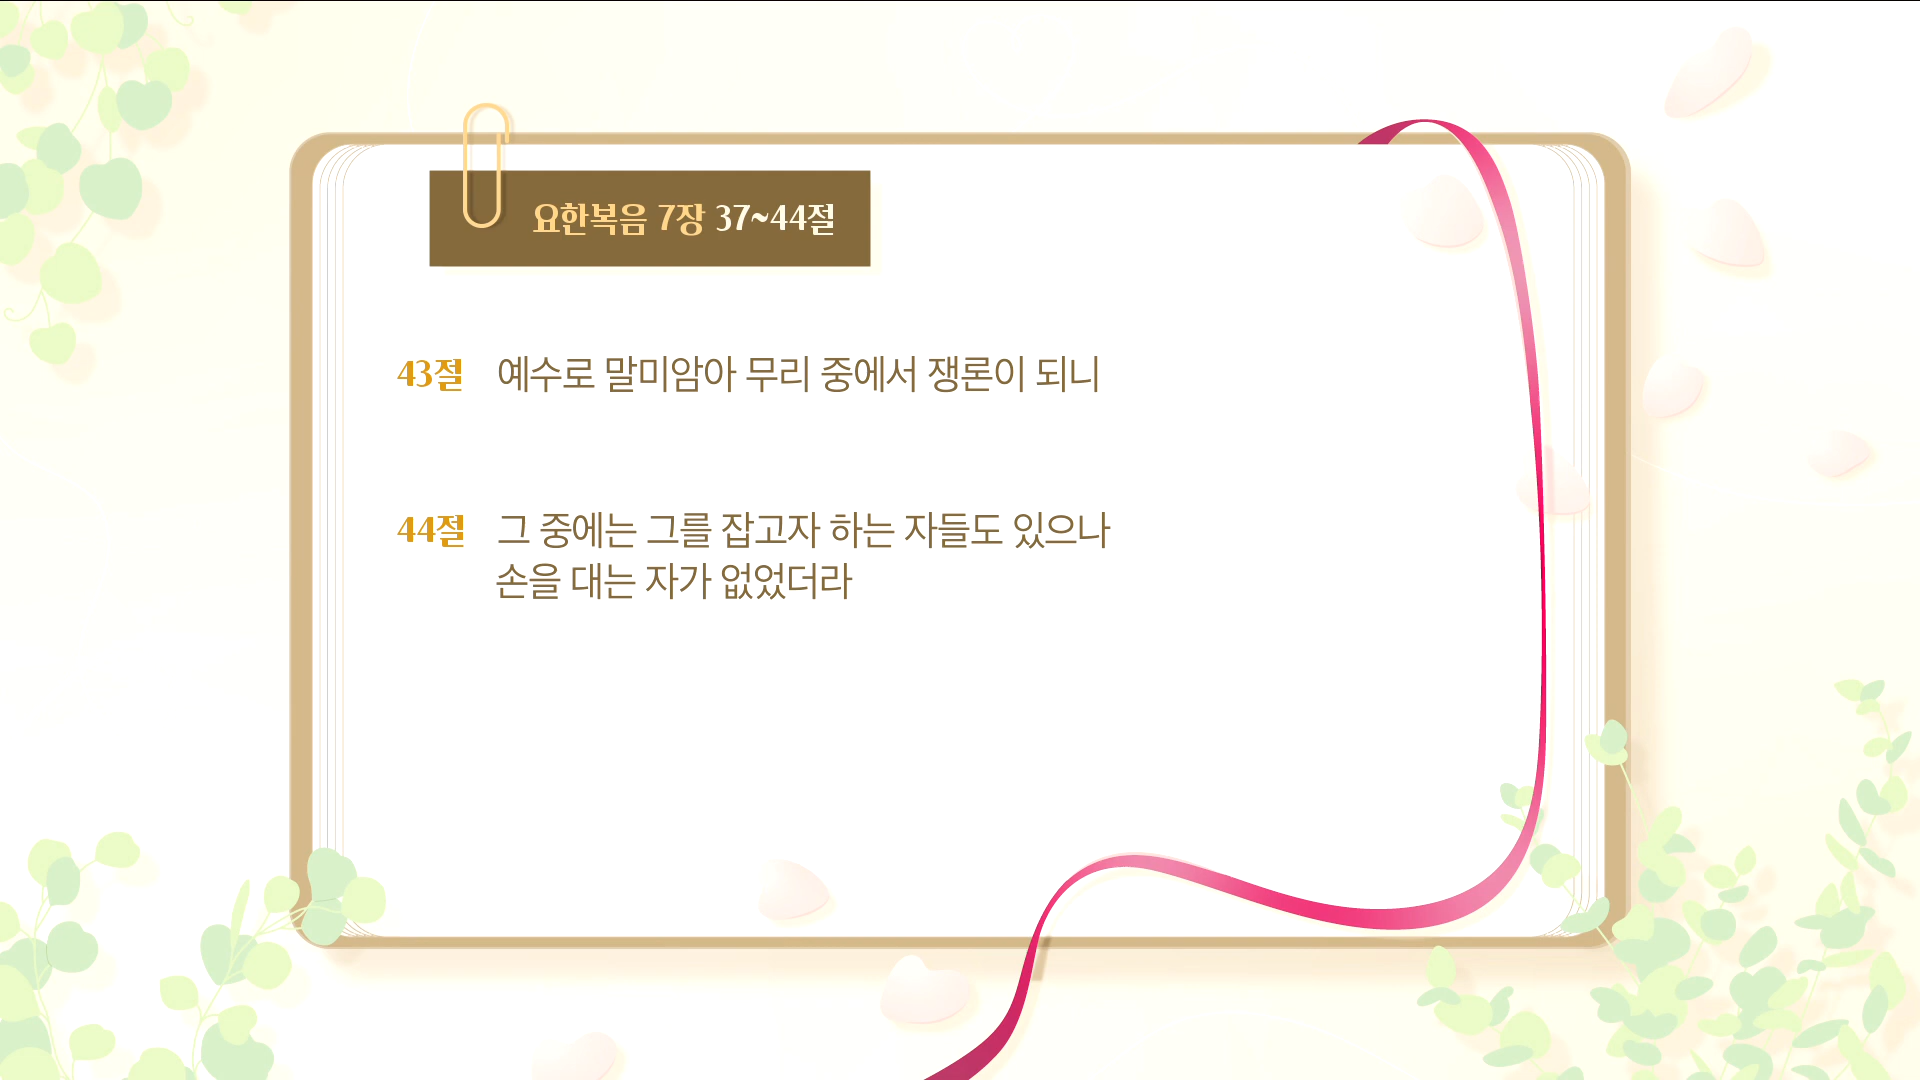 요한복음 7장 37~44절
43절 예수로 말미암아 무리 중에서 쟁론이 되니
44절 그 중에는 그를 잡고자 하는 자들도 있으나
손을 대는 자가 없었더라